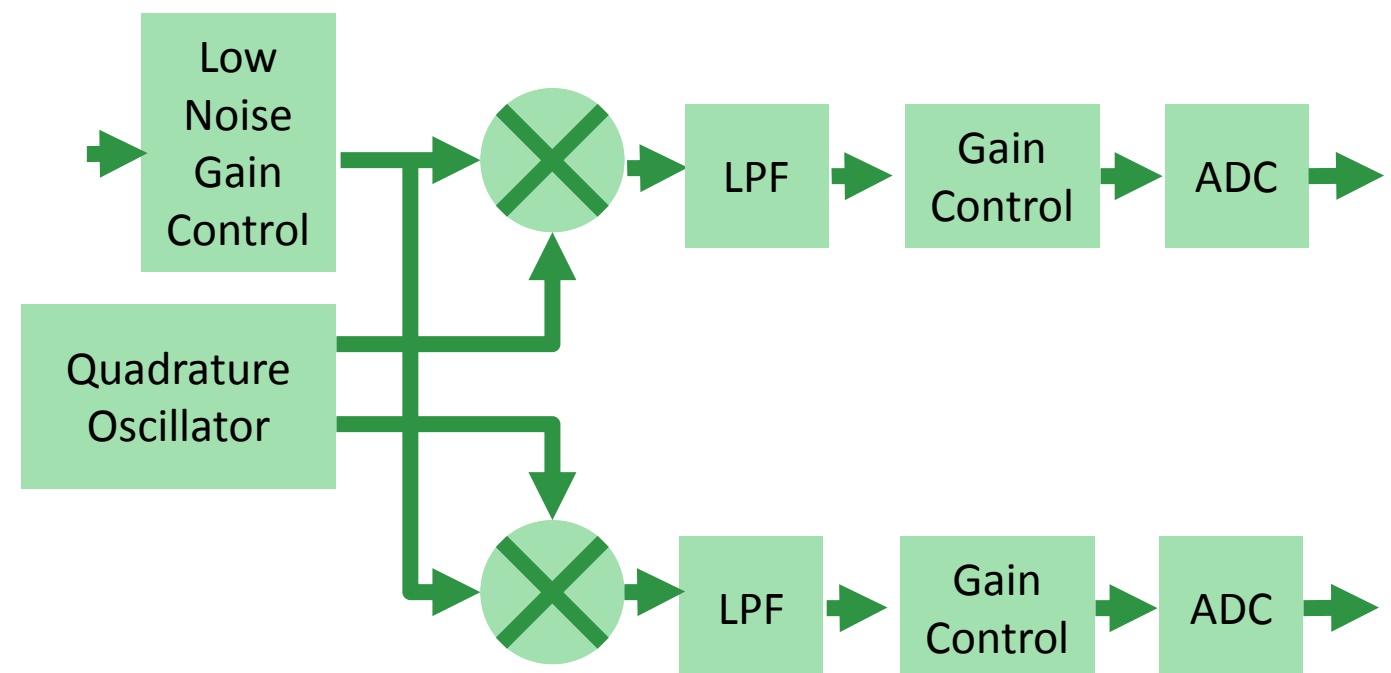 Low
Noise
Gain
Control
LPF
Gain
Control
ADC
Quadrature
Oscillator
LPF
Gain
Control
ADC